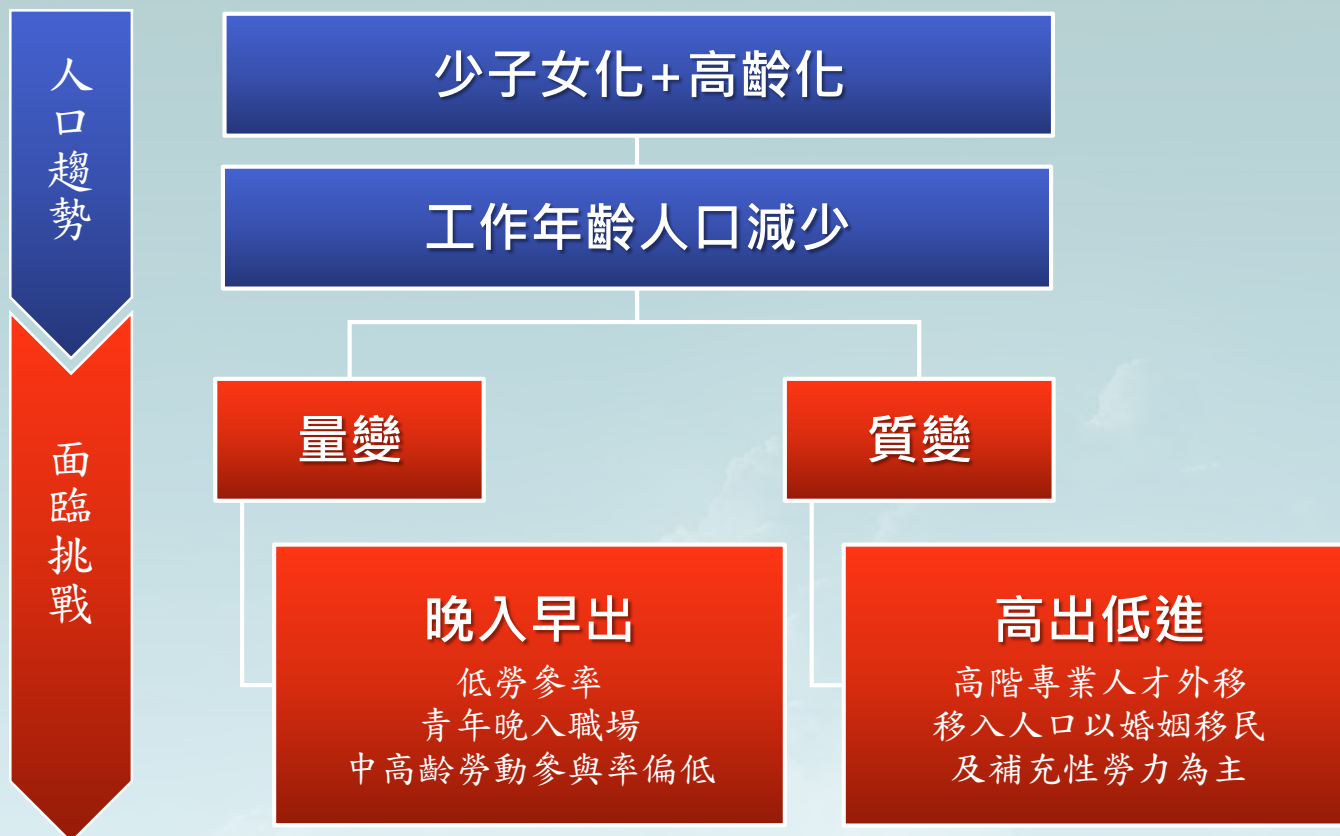 人口趨勢
少子女化+高齡化
工作年齡人口減少
面臨挑戰
量變
質變
晚入早出
低勞參率
青年晚入職場
中高齡勞動參與率偏低
高出低進
高階專業人才外移
移入人口以婚姻移民
及補充性勞力為主